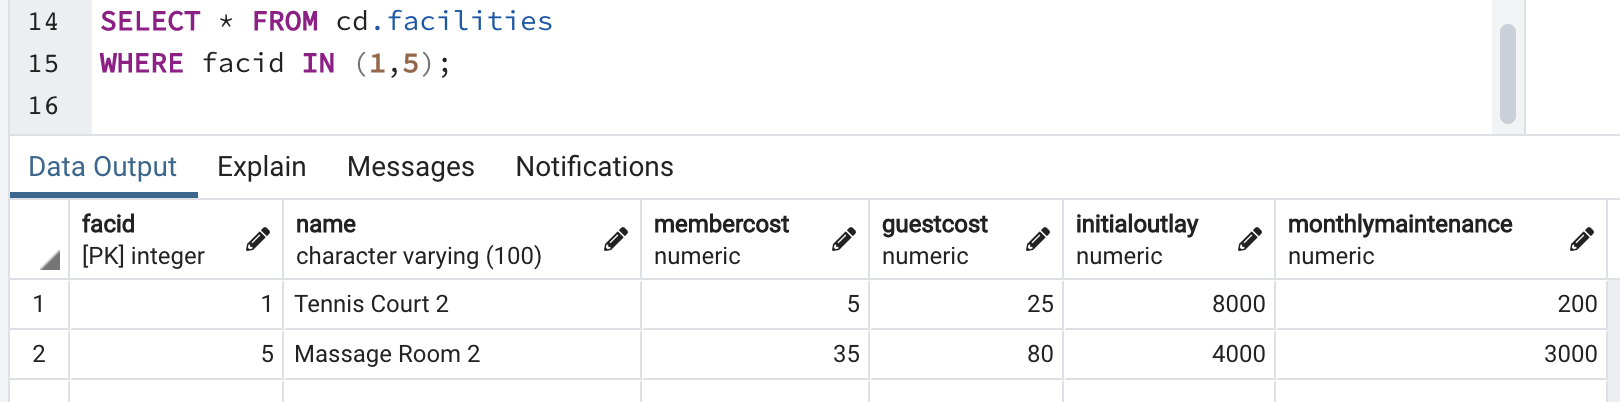 14 SELECT * FROM cd.facilities
15 WHERE facid IN (1,5);
16
Data Output Explain Messages Notifications
facid name membercost guestcost initialoutlay monthlymaintenance
[PK] integer character varying (100) numeric numeric numeric numeric
1 1 Tennis Court 2 5 25 8000 200
2 5 Massage Room 2 35 80 4000 3000